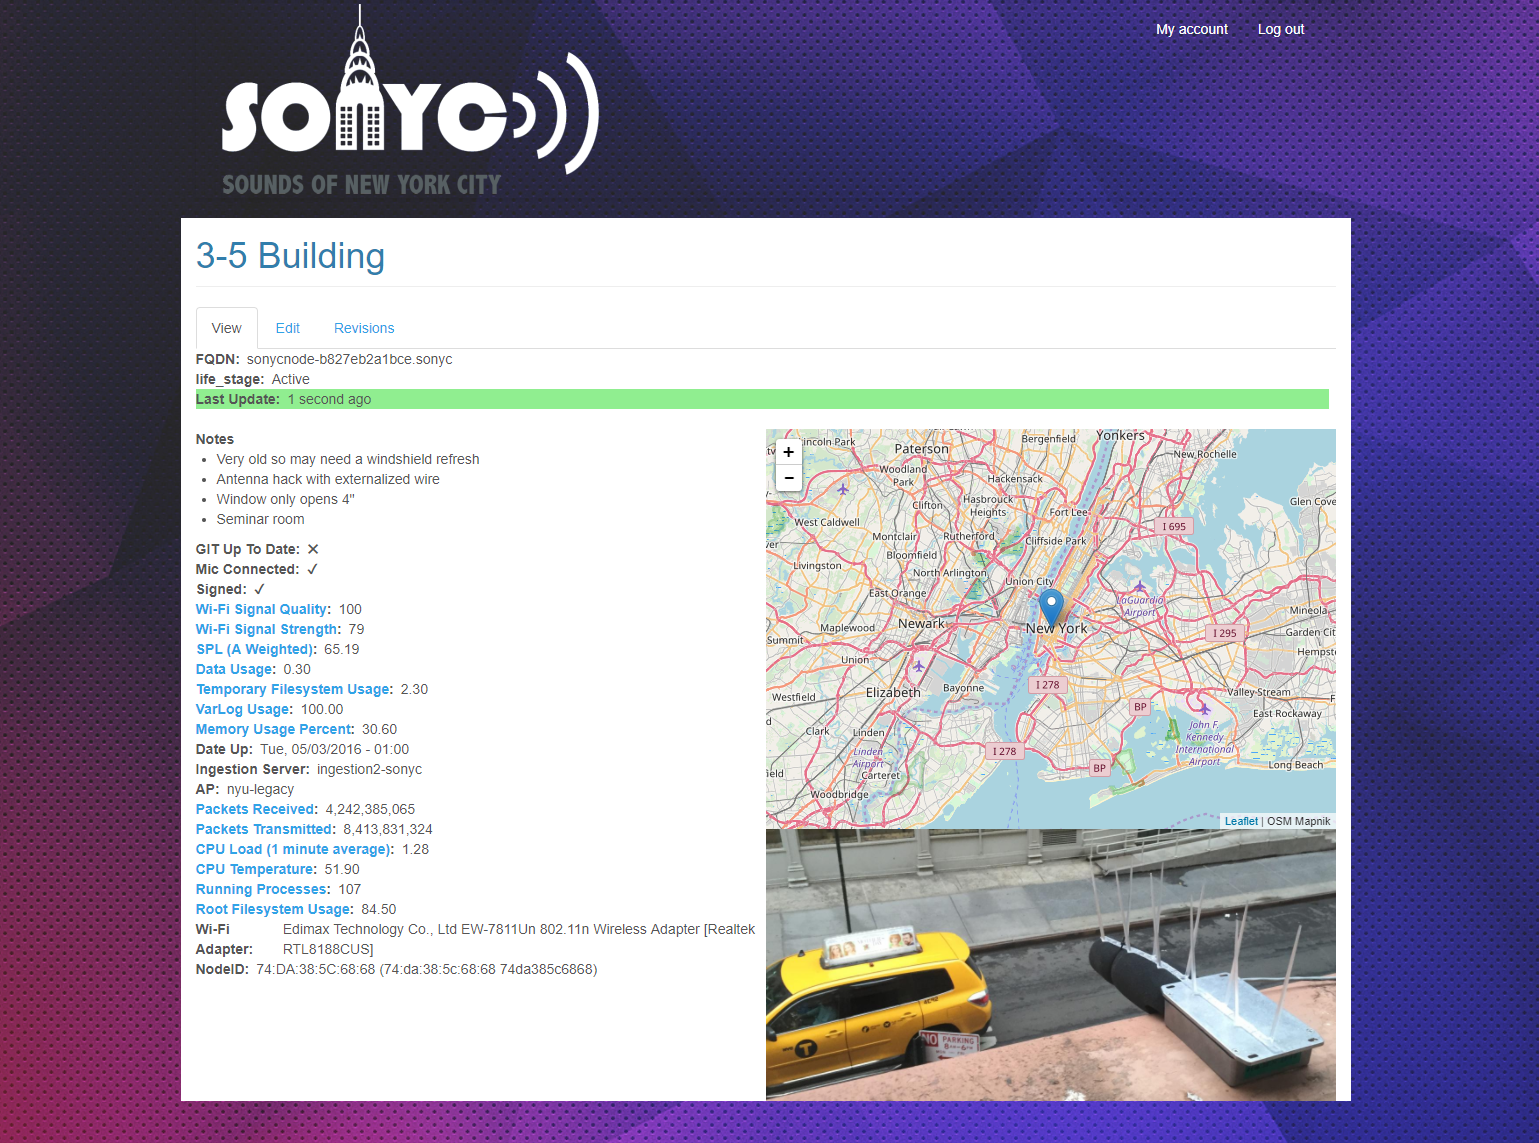 My account
Log out
SONYC
SOUNDS OF NEW YORK CITY
3-5 Building
View
Edit
Revisions
FQDN: sonycnode-b827eb2a1bce.sonyc
life_stage: Active
Last Update: 1 second ago
Notes
Very old so may need a windshield refresh
Antenna hack with externalized wire
Window only opens 4"
Seminar room
GIT Up To Date: ✕
Mic Connected: ✓
Signed: ✓
Wi-Fi Signal Quality: 100
Wi-Fi Signal Strength: 79
SPL (A Weighted): 65.19
Data Usage: 0.30
Temporary Filesystem Usage: 2.30
VarLog Usage: 100.00
Memory Usage Percent: 30.60
Date Up: Tue, 05/03/2016 - 01:00
Ingestion Server: ingestion2-sonyc
AP: nyu-legacy
Packets Received: 4,242,385,065
Packets Transmitted: 8,413,831,324
CPU Load (1 minute average): 1.28
CPU Temperature: 51.90
Running Processes: 107
Root Filesystem Usage: 84.50
Wi-Fi Adapter: Edimax Technology Co., Ltd EW-7811Un 802.11n Wireless Adapter [Realtek
RTL8188CUS]
NodeID: 74:DA:38:5C:68:68 (74:da:38:5c:68:68 74da385c6868)
+
−
incoln Park
Paterson
Bergenfield
Yonkers
New Rochelle
Woodland
Park
Hackensack
Glen Cove
Clifton
Hasbrouck
Heights
Fort Lee
West Caldwell
I 695
Montclair
Rutherford
Cliffside Park
Bloomfield
Livingston
North Arlington
Union City
East Orange
LaGuardia
Airport
Mineola
Maplewood
Newark
New York
I 295
Garden Cit
Summit
Hempst
Union
Elizabeth
Bayonne
I 278
Valley Stream
Westfield
BP
East Rockaway
Clark
Linden
John F.
Kennedy
International
Airport
Linden
Airport
I 278
Carteret
BP
Long Beach
ield
Woodbridge
Leaflet | OSM Mapnik
T
NO PARKING